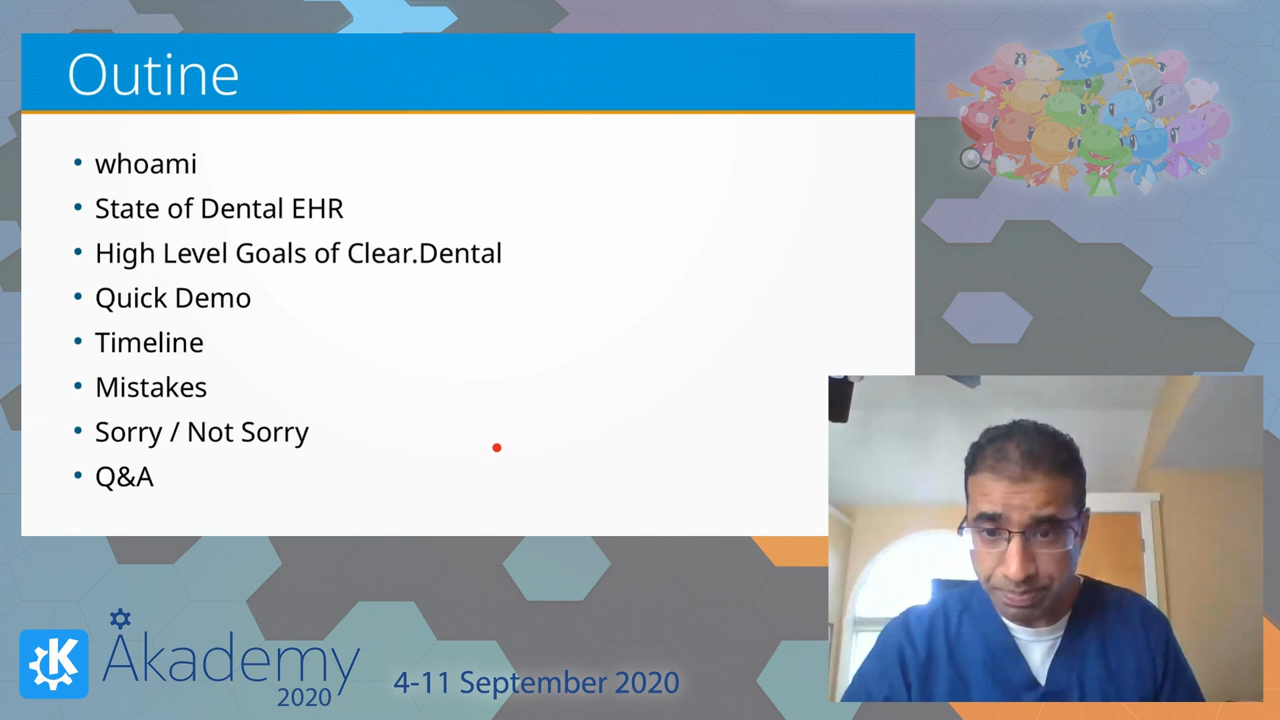 Outine
whoami
State of Dental EHR
High Level Goals of Clear.Dental
Quick Demo
Timeline
Mistakes
Sorry / Not Sorry
Q&A
K
Akademy
2020
4-11 September 2020